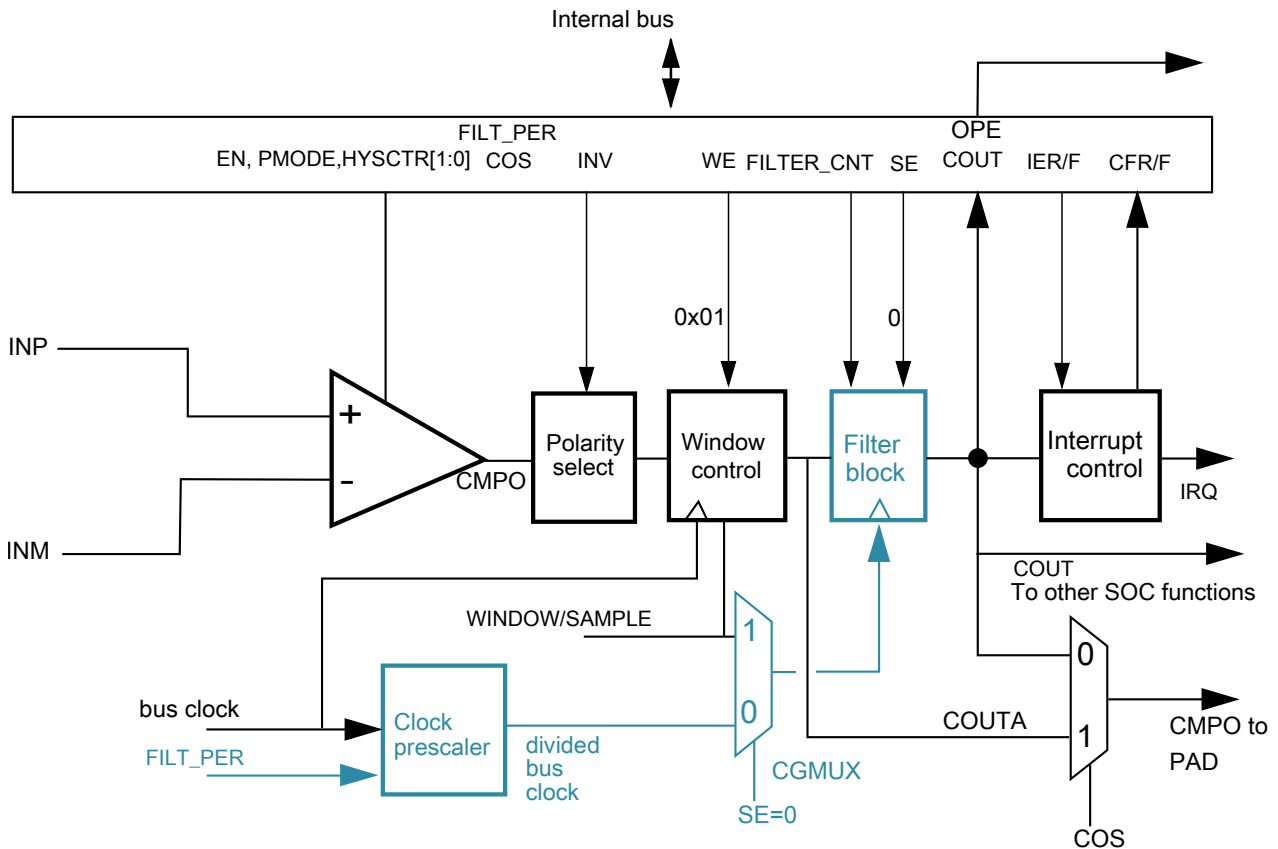 Internal bus
FILT_PER
OPE
EN, PMODE,HYSCTR[1:0]
COS
INV
WE
FILTER_CNT
SE
COUT
IER/F
CFR/F
0x01
0
INP
+
-
CMPO
Polarity
select
Window
control
Filter
block
Interrupt
control
IRQ
INM
COUT
To other SOC functions
WINDOW/SAMPLE
1
0
bus clock
FILT_PER
Clock
prescaler
divided
bus
clock
CGMUX
SE=0
0
COUTA
1
CMPO to
PAD
COS